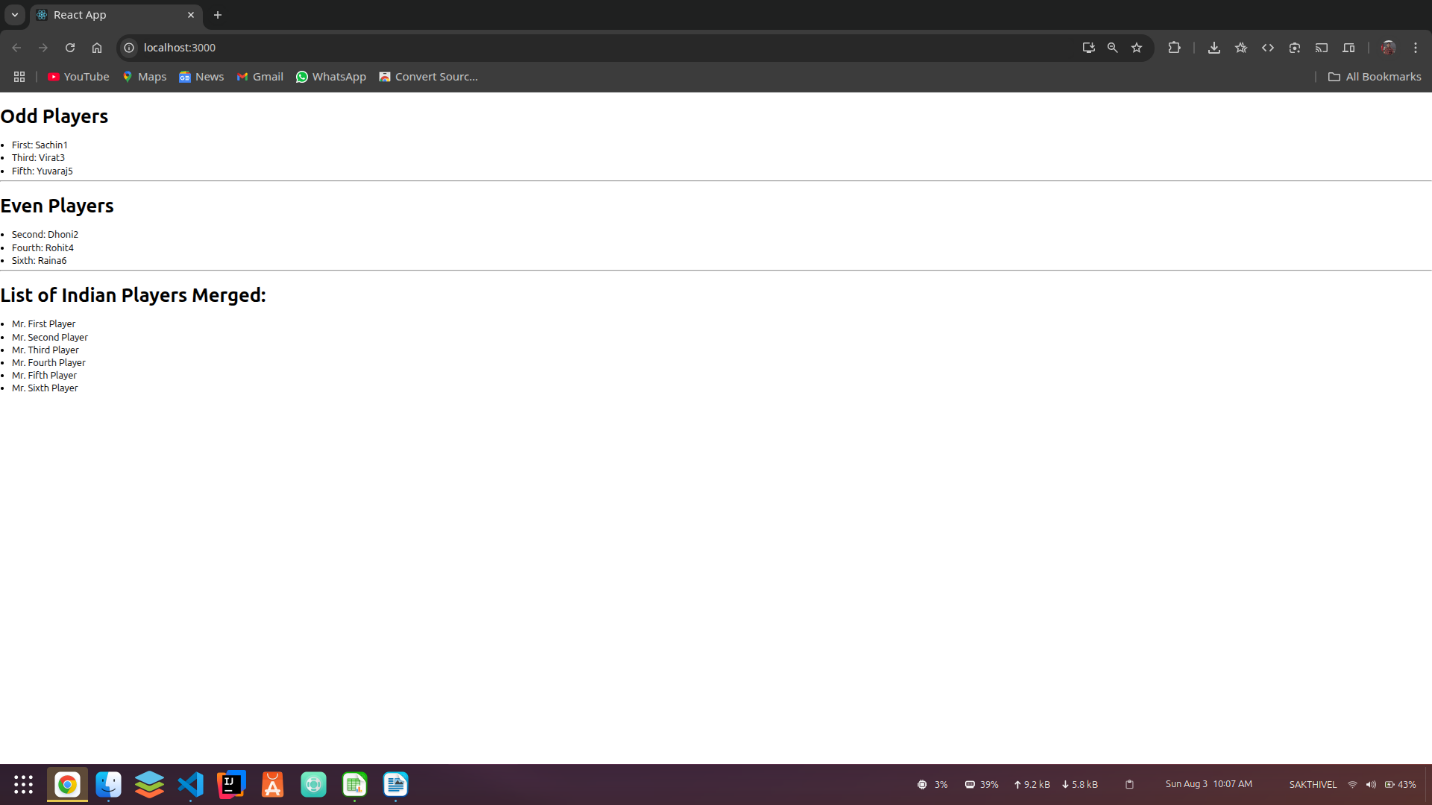 React App
localhost:3000
YouTube Maps News Gmail WhatsApp Convert Sourc... All Bookmarks
Odd Players
• First: Sachin1
• Third: Virat3
• Fifth: Yuvaraj5
Even Players
• Second: Dhoni2
• Fourth: Rohit4
• Sixth: Raina6
List of Indian Players Merged:
• Mr. First Player
• Mr. Second Player
• Mr. Third Player
• Mr. Fourth Player
• Mr. Fifth Player
• Mr. Sixth Player
3% 39% 9.2 kB 5.8 kB Sun Aug 3 10:07 AM SAKTHIVEL 43%